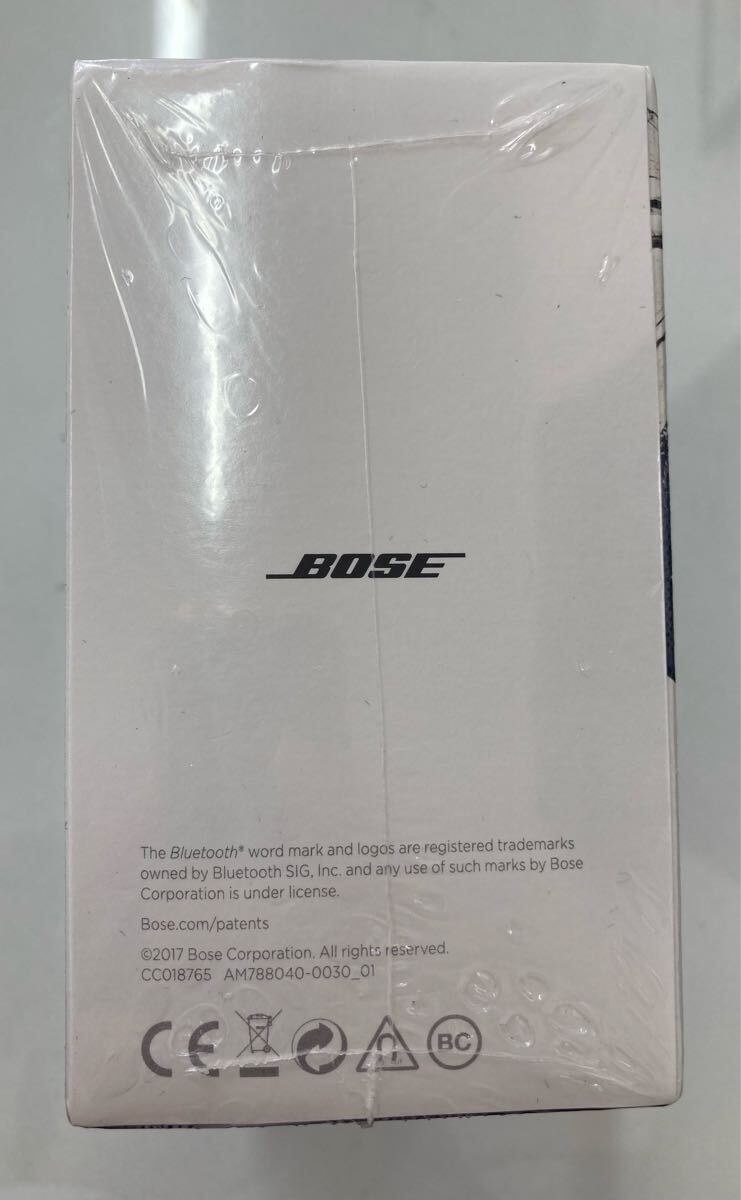 BOSE
The Bluetooth® word mark and logos are registered trademarks
owned by Bluetooth SIG, Inc. and any use of such marks by Bose
Corporation is under license.
Bose.com/patents
©2017 Bose Corporation. All rights reserved.
CC018765 AM788040-0030_01
CE BC